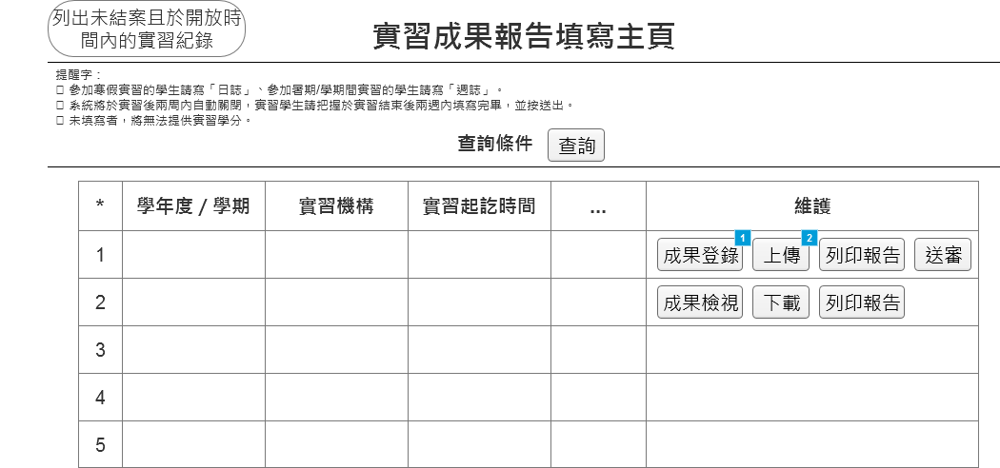 列出未結案且於開放時
間內的實習紀錄
實習成果報告填寫主頁
提醒字：
□ 參加寒假實習的學生請寫「日誌」、參加暑期/學期間實習的學生請寫「週誌」。
□ 系統將於實習後兩周內自動關閉，實習學生請把握於實習結束後兩週內填寫完畢，並按送出。
□ 未填寫者，將無法提供實習學分。
查詢條件 查詢
* 學年度 / 學期 實習機構 實習起訖時間 ... 維護
1 成果登錄 1 上傳 2 列印報告 送審
2 成果檢視 下載 列印報告
3
4
5